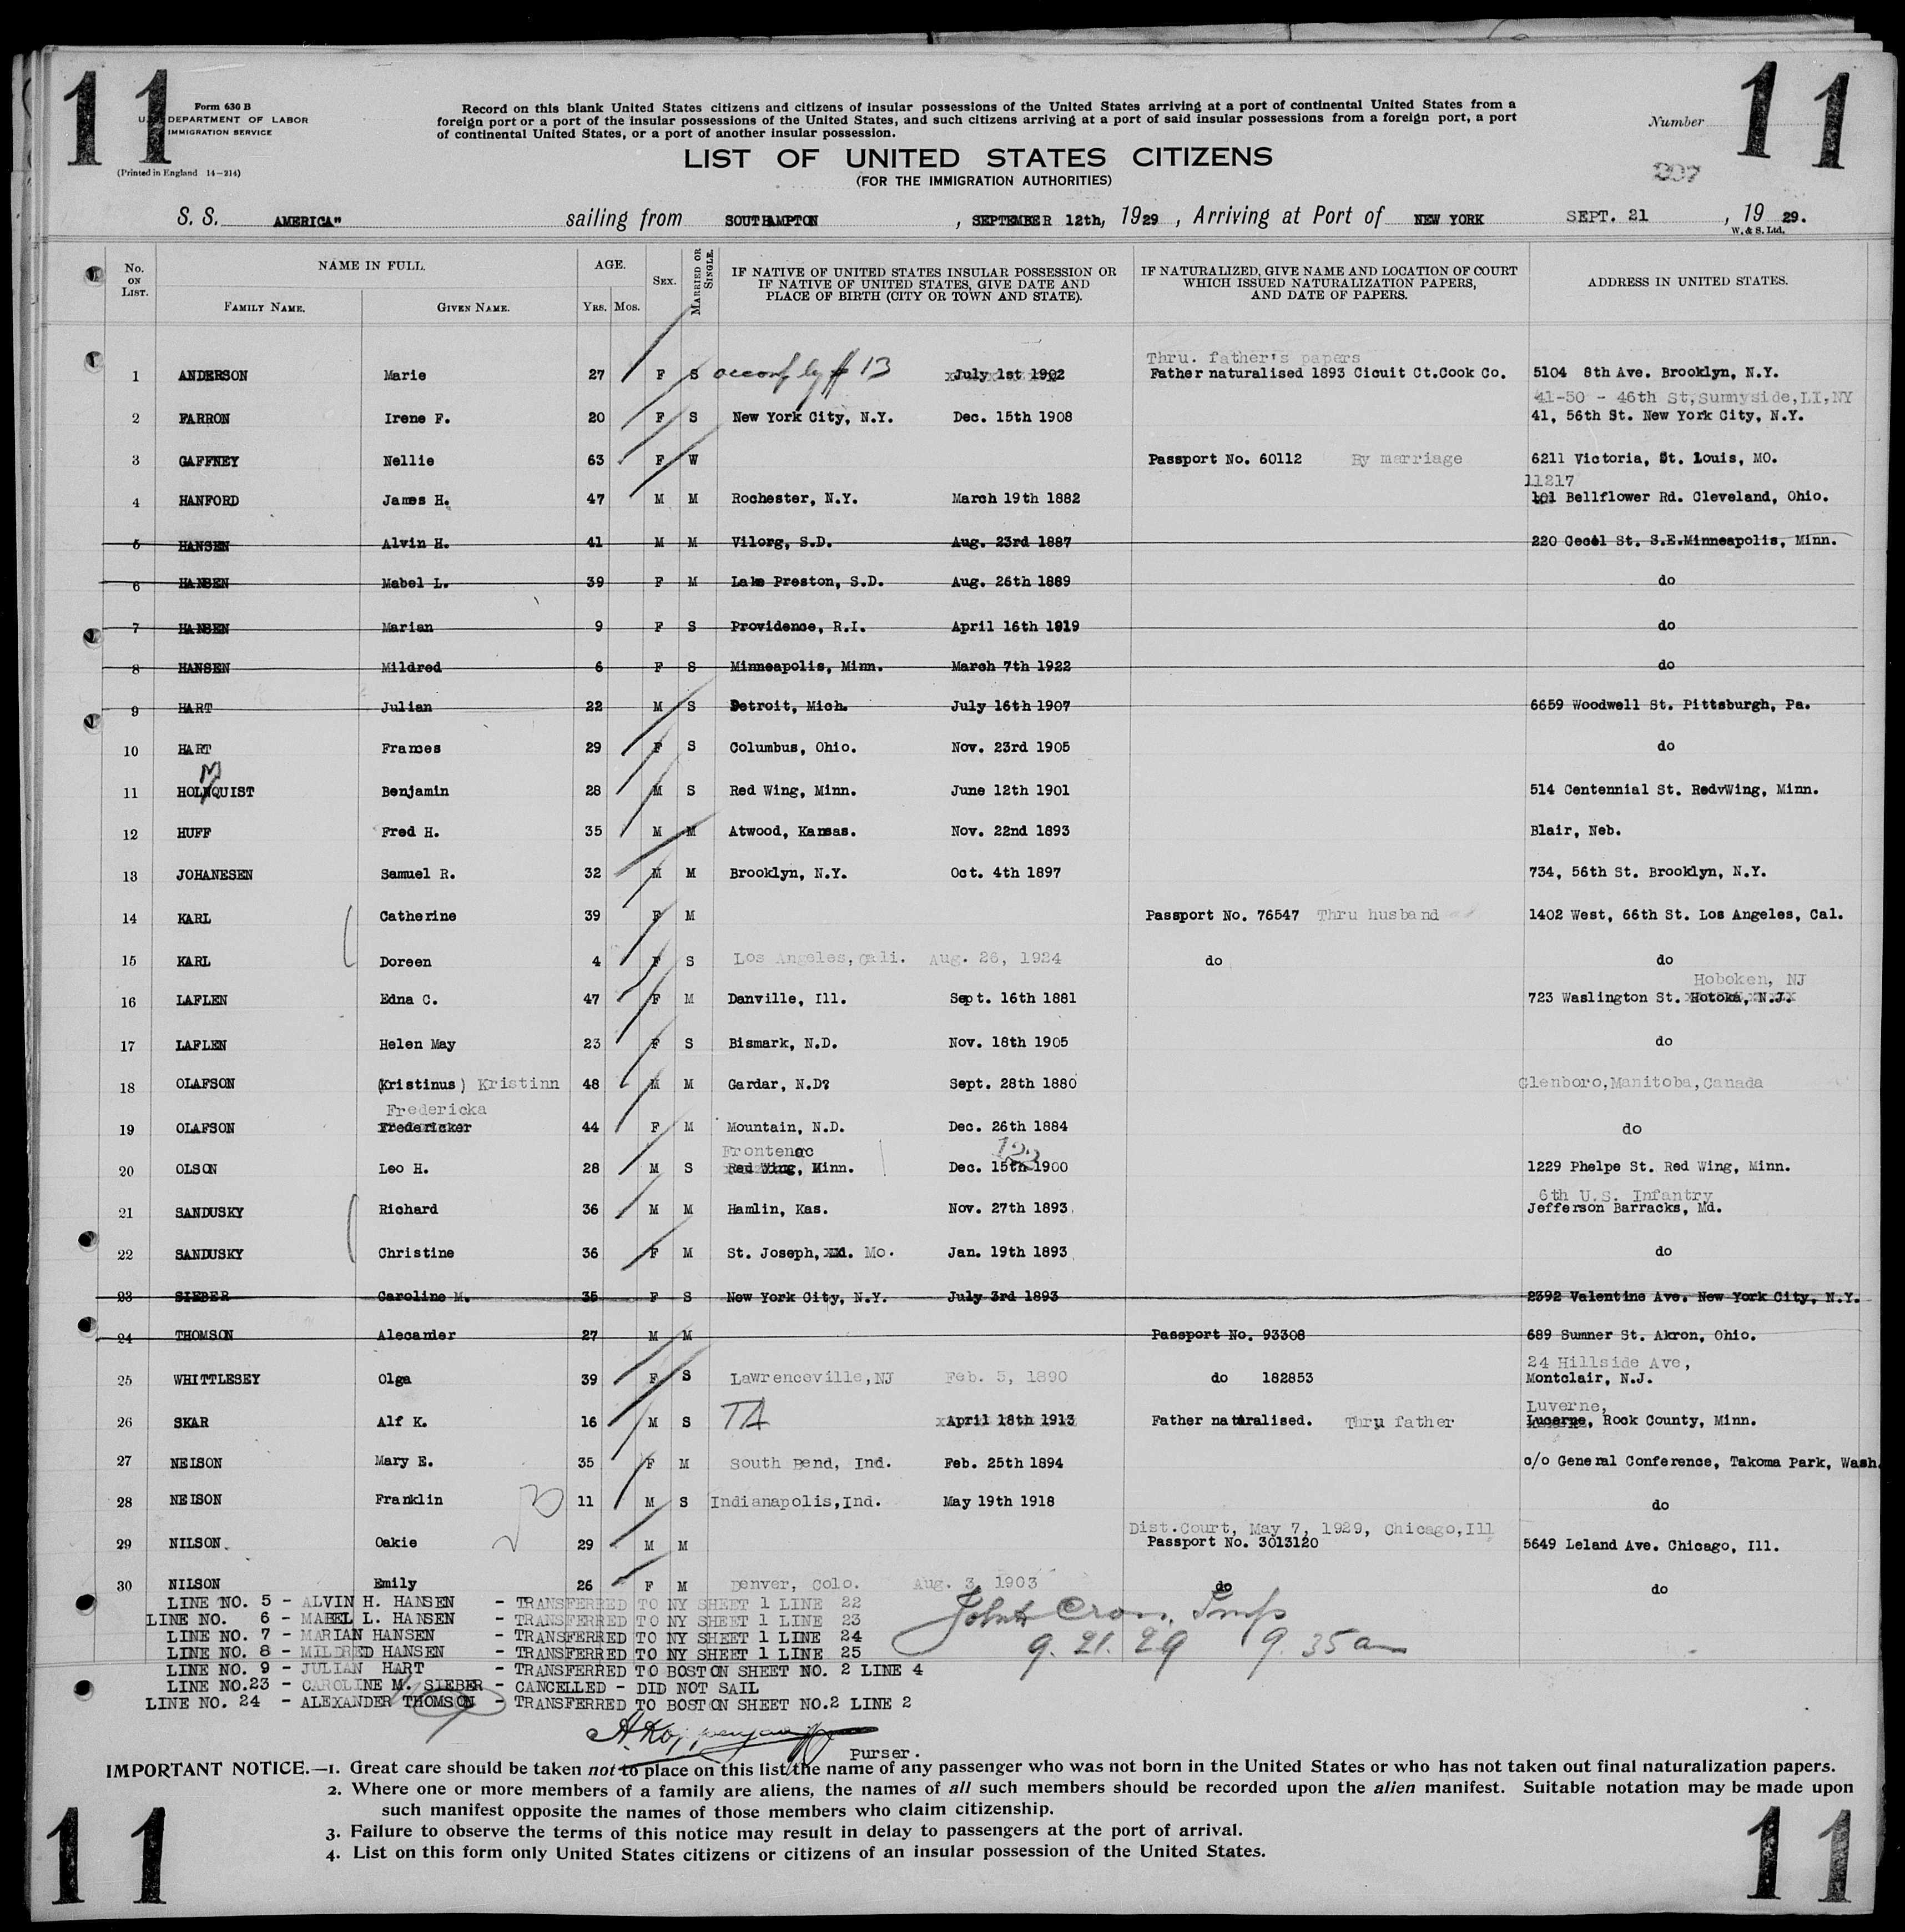 11 11
Form 630 B
U.S. DEPARTMENT OF LABOR
IMMIGRATION SERVICE
(Printed in England 14—214)
Record on this blank United States citizens and citizens of insular possessions of the United States arriving at a port of continental United States from a
foreign port or a port of the insular possessions of the United States, and such citizens arriving at a port of said insular possessions from a foreign port, a port
of continental United States, or a port of another insular possession.
Number
207
LIST OF UNITED STATES CITIZENS
(FOR THE IMMIGRATION AUTHORITIES)
S. S. AMERICA" sailing from SOUTHAMPTON , SEPTEMBER 12th, 1929 , Arriving at Port of NEW YORK SEPT. 21 , 19 29.
W. & S. Ltd.
No. ON LIST. NAME IN FULL. AGE. SEX. MARRIED OR SINGLE. IF NATIVE OF UNITED STATES INSULAR POSSESSION OR IF NATIVE OF UNITED STATES, GIVE DATE AND PLACE OF BIRTH (CITY OR TOWN AND STATE). IF NATURALIZED, GIVE NAME AND LOCATION OF COURT WHICH ISSUED NATURALIZATION PAPERS, AND DATE OF PAPERS. ADDRESS IN UNITED STATES.
FAMILY NAME. GIVEN NAME. YRS. MOS.
Thru. father's papers
1 ANDERSON Marie 27 F S # 13 July 1st 1902 Father naturalised 1893 Cicuit Ct.Cook Co. 5104 8th Ave. Brooklyn, N.Y.
41-50 - 46th St,Sunnyside,LI,NY
2 FARRON Irene F. 20 F S New York City, N.Y. Dec. 15th 1908 41, 56th St. New York City, N.Y.
3 GAFFNEY Nellie 63 F W Passport No. 60112 By marriage 6211 Victoria, St. Louis, MO.
11217
4 HANFORD James H. 47 M M Rochester, N.Y. March 19th 1882 101 Bellflower Rd. Cleveland, Ohio.
5 HANSEN Alvin H. 41 M M Vilorg, S.D. Aug. 23rd 1887 220 Cecil St. S.E.Minneapolis, Minn.
6 HANSEN Mabel L. 39 F M Lake Preston, S.D. Aug. 26th 1889 do
7 HANSEN Marian 9 F S Providence, R.I. April 16th 1919 do
8 HANSEN Mildred 6 F S Minneapolis, Minn. March 7th 1922 do
9 HART Julian 22 M S Detroit, Mich. July 16th 1907 6659 Woodwell St. Pittsburgh, Pa.
10 HART Frames 29 F S Columbus, Ohio. Nov. 23rd 1905 do
M
11 HOLNQUIST Benjamin 28 M S Red Wing, Minn. June 12th 1901 514 Centennial St. RedvWing, Minn.
12 HUFF Fred H. 35 M M Atwood, Kansas. Nov. 22nd 1893 Blair, Neb.
13 JOHANESEN Samuel R. 32 M M Brooklyn, N.Y. Oct. 4th 1897 734, 56th St. Brooklyn, N.Y.
14 KARL Catherine 39 F M Passport No. 76547 Thru husband 1402 West, 66th St. Los Angeles, Cal.
15 KARL Doreen 4 F S Los Angeles, Cali. Aug. 26, 1924 do do
Hoboken, NJ
16 LAFLEN Edna C. 47 F M Danville, Ill. Sept. 16th 1881 723 Waslington St. Hotoka, N.J.
17 LAFLEN Helen May 23 F S Bismark, N.D. Nov. 18th 1905 do
18 OLAFSON (Kristinus) Kristinn 48 M M Gardar, N.D? Sept. 28th 1880 Glenboro,Manitoba,Canada
Fredericka
19 OLAFSON Fredericker 44 F M Mountain, N.D. Dec. 26th 1884 do
Frontenac
20 OLSON Leo H. 28 M S Red Wing, Minn. Dec. 15th 1900 1229 Phelpe St. Red Wing, Minn.
6th U.S. Infantry
21 SANDUSKY Richard 36 M M Hamlin, Kas. Nov. 27th 1893 Jefferson Barracks, Md.
22 SANDUSKY Christine 36 F M St. Joseph, Mo. Jan. 19th 1893 do
23 SIEBER Caroline M. 35 F S New York City, N.Y. July 3rd 1893 2392 Valentine Ave. New York City, N.Y.
24 THOMSON Alecander 27 M M Passport No. 93308 689 Sumner St. Akron, Ohio.
24 Hillside Ave,
25 WHITTLESEY Olga 39 F S Lawrenceville,NJ Feb. 5, 1890 do 182853 Montclair, N.J.
Luverne,
26 SKAR Alf K. 16 M S TA April 18th 1913 Father naturalised. Thru father Lucerne, Rock County, Minn.
27 NEISON Mary E. 35 F M South Bend, Ind. Feb. 25th 1894 c/o General Conference, Takoma Park, Wash.
28 NEISON Franklin 11 M S Indianapolis,Ind. May 19th 1918 do
Dist.Court, May 7, 1929, Chicago,Ill
29 NILSON. Oakie 29 M M Passport No. 3013120 5649 Leland Ave. Chicago, Ill.
30 NILSON Emily 26 F M Denver, Colo. Aug. 3, 1903 do do
LINE NO. 5 - ALVIN H. HANSEN - TRANSFERRED TO NY SHEET 1 LINE 22
LINE NO. 6 - MABEL L. HANSEN - TRANSFERRED TO NY SHEET 1 LINE 23
LINE NO. 7 - MARIAN HANSEN - TRANSFERRED TO NY SHEET 1 LINE 24
LINE NO. 8 - MILDRED HANSEN - TRANSFERRED TO NY SHEET 1 LINE 25
LINE NO. 9 - JULIAN HART - TRANSFERRED TO BOSTON SHEET NO. 2 LINE 4
LINE NO.23 - CAROLINE M. SIEBER - CANCELLED - DID NOT SAIL
LINE NO. 24 - ALEXANDER THOMSON - TRANSFERRED TO BOSTON SHEET NO.2 LINE 2
9. 21. 29 9. 35 am
Purser.
IMPORTANT NOTICE.—1. Great care should be taken not to place on this list the name of any passenger who was not born in the United States or who has not taken out final naturalization papers.
2. Where one or more members of a family are aliens, the names of all such members should be recorded upon the alien manifest. Suitable notation may be made upon
such manifest opposite the names of those members who claim citizenship.
3. Failure to observe the terms of this notice may result in delay to passengers at the port of arrival.
4. List on this form only United States citizens or citizens of an insular possession of the United States.
11 11